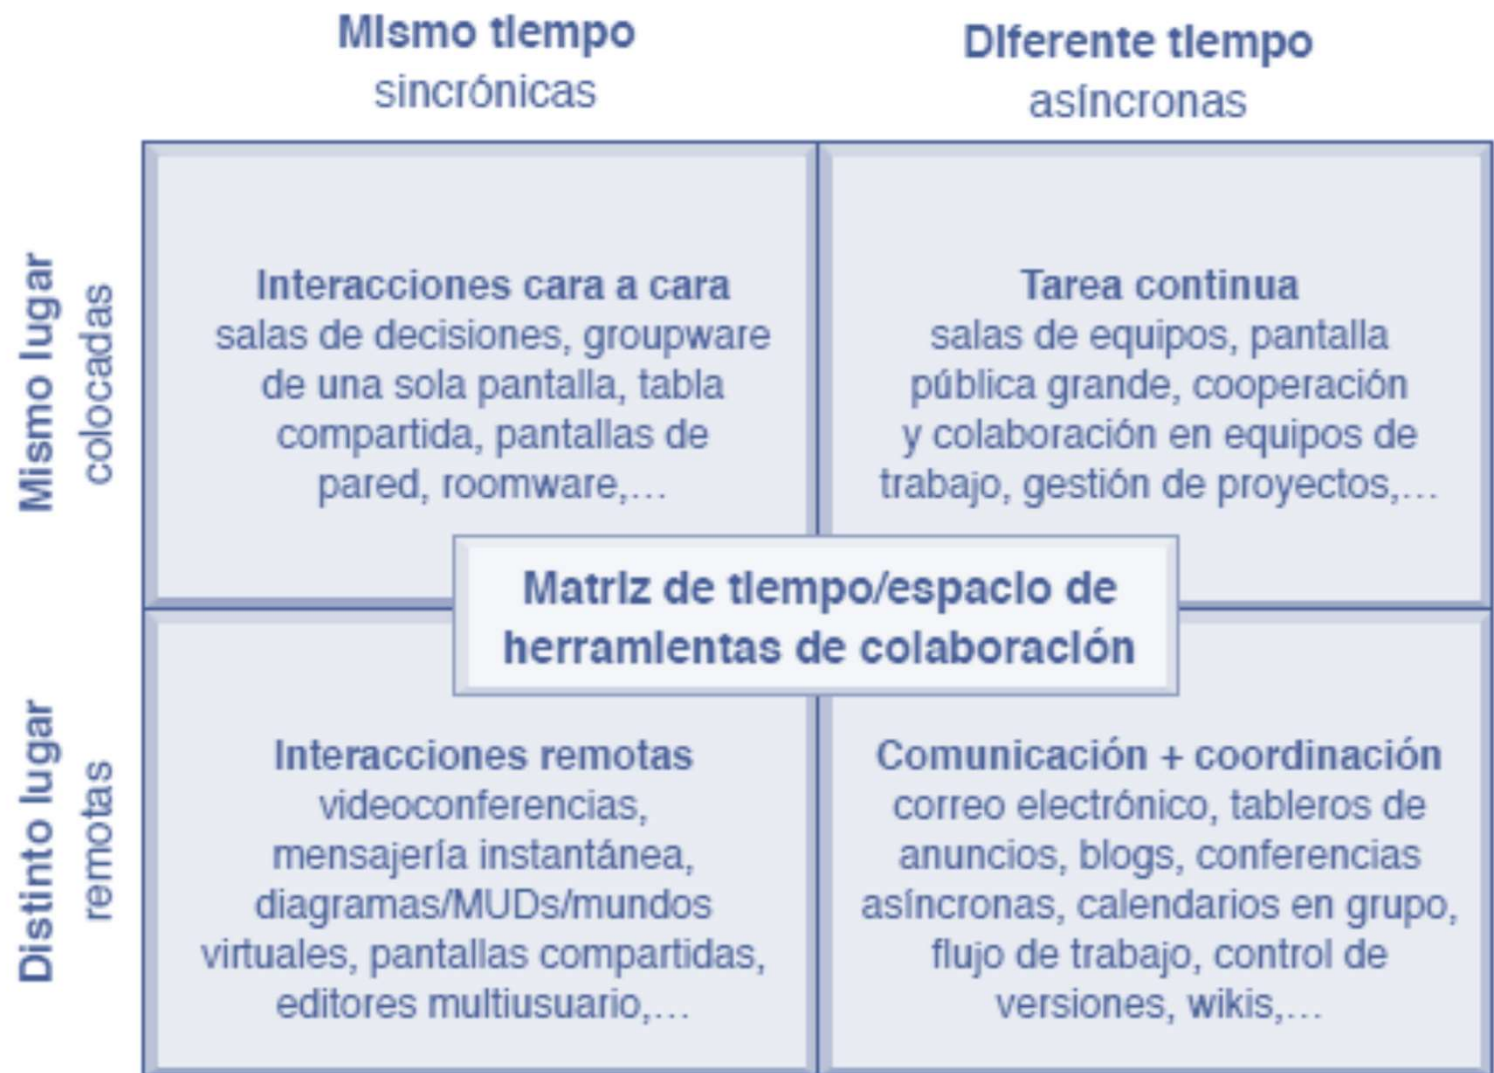 Mismo tiempo
sincrónicas
Diferente tiempo
asíncronas
Mismo lugar
colocadas
Interacciones cara a cara
salas de decisiones, groupware
de una sola pantalla, tabla
compartida, pantallas de
pared, roomware,…
Tarea continua
salas de equipos, pantalla
pública grande, cooperación
y colaboración en equipos de
trabajo, gestión de proyectos,…
Matriz de tiempo/espacio de
herramientas de colaboración
Distinto lugar
remotas
Interacciones remotas
videoconferencias,
mensajería instantánea,
diagramas/MUDs/mundos
virtuales, pantallas compartidas,
editores multiusuario,…
Comunicación + coordinación
correo electrónico, tableros de
anuncios, blogs, conferencias
asíncronas, calendarios en grupo,
flujo de trabajo, control de
versiones, wikis,…